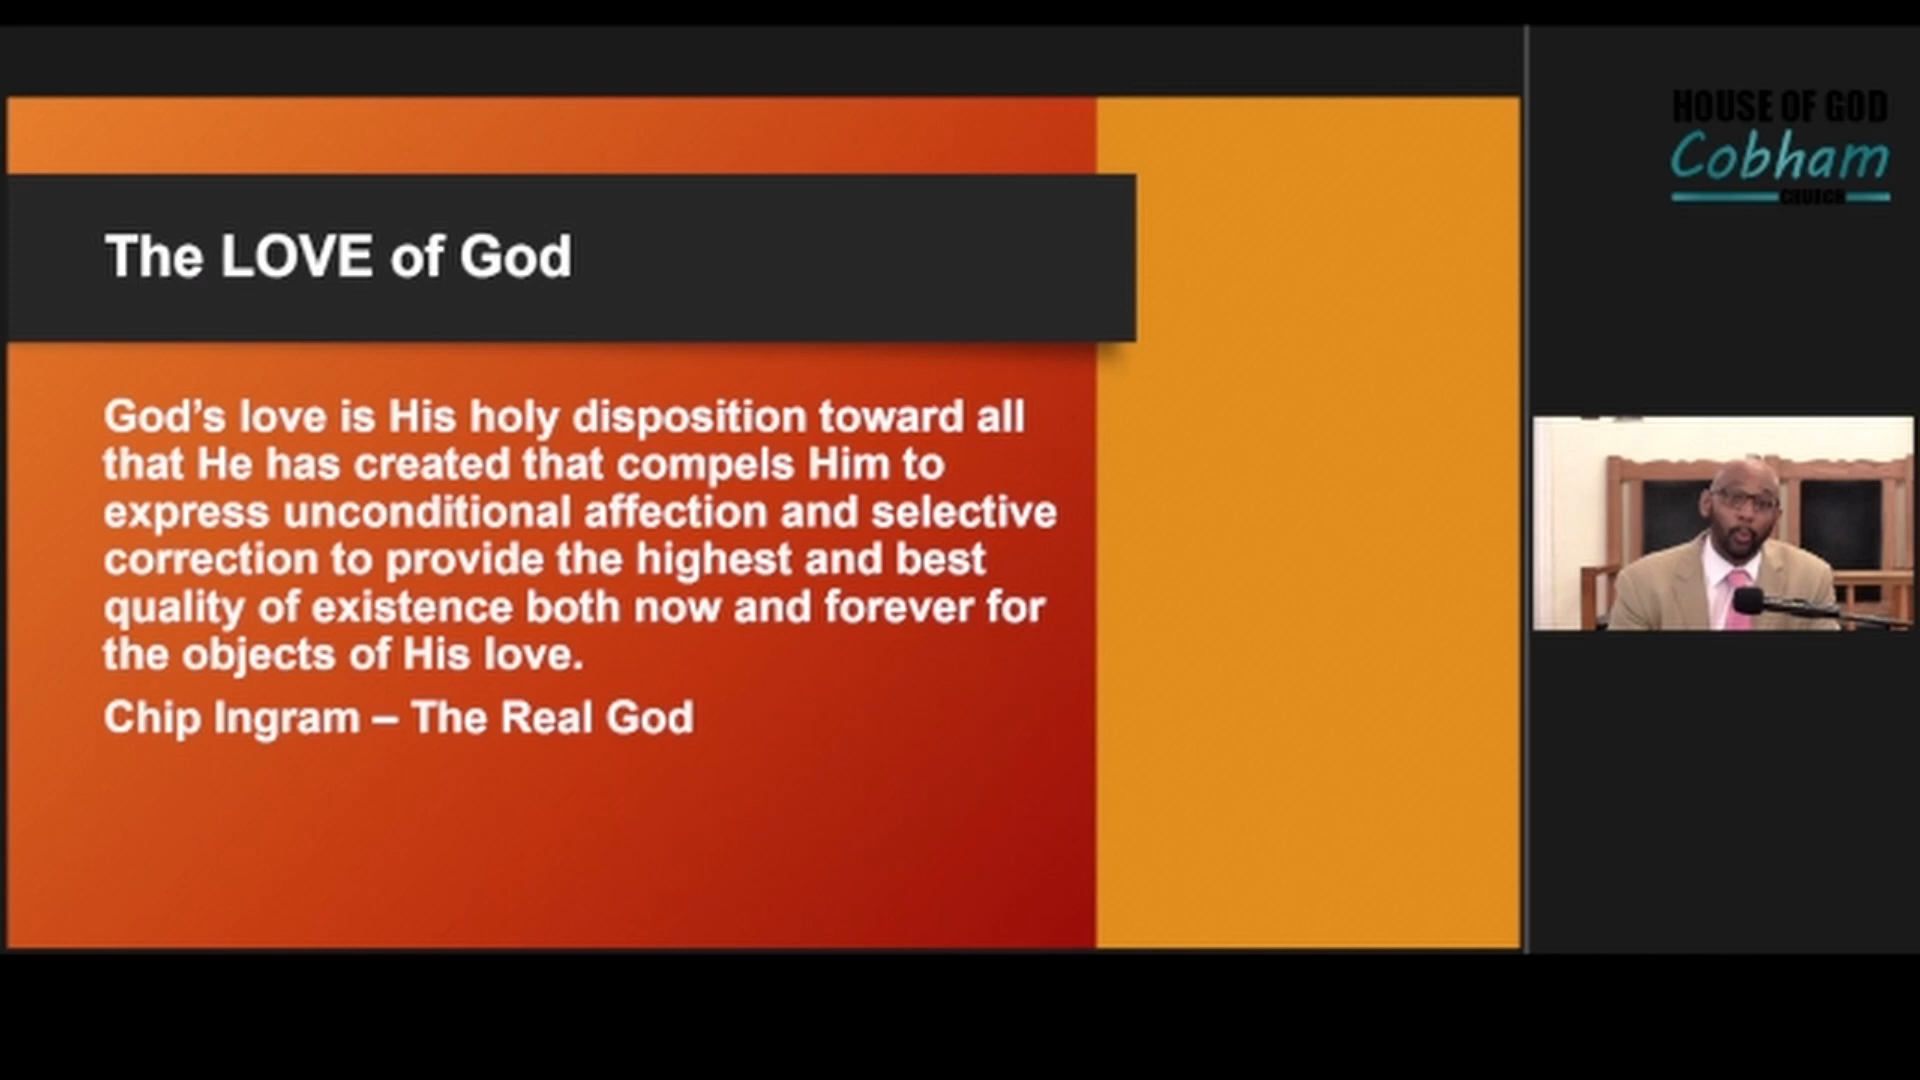 The LOVE of God
God’s love is His holy disposition toward all
that He has created that compels Him to
express unconditional affection and selective
correction to provide the highest and best
quality of existence both now and forever for
the objects of His love.
Chip Ingram – The Real God
HOUSE OF GOD
Cobham
CHURCH